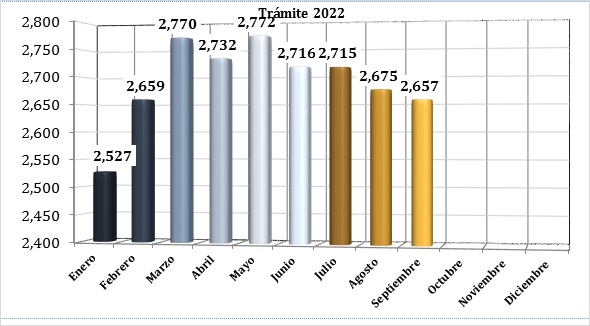 Trámite 2022
2,800
2,750
2,700
2,650
2,600
2,550
2,500
2,450
2,400
2,527
2,659
2,770
2,732
2,772
2,716
2,715
2,675
2,657
Enero
Febrero
Marzo
Abril
Mayo
Junio
Julio
Agosto
Septiembre
Octubre
Noviembre
Diciembre